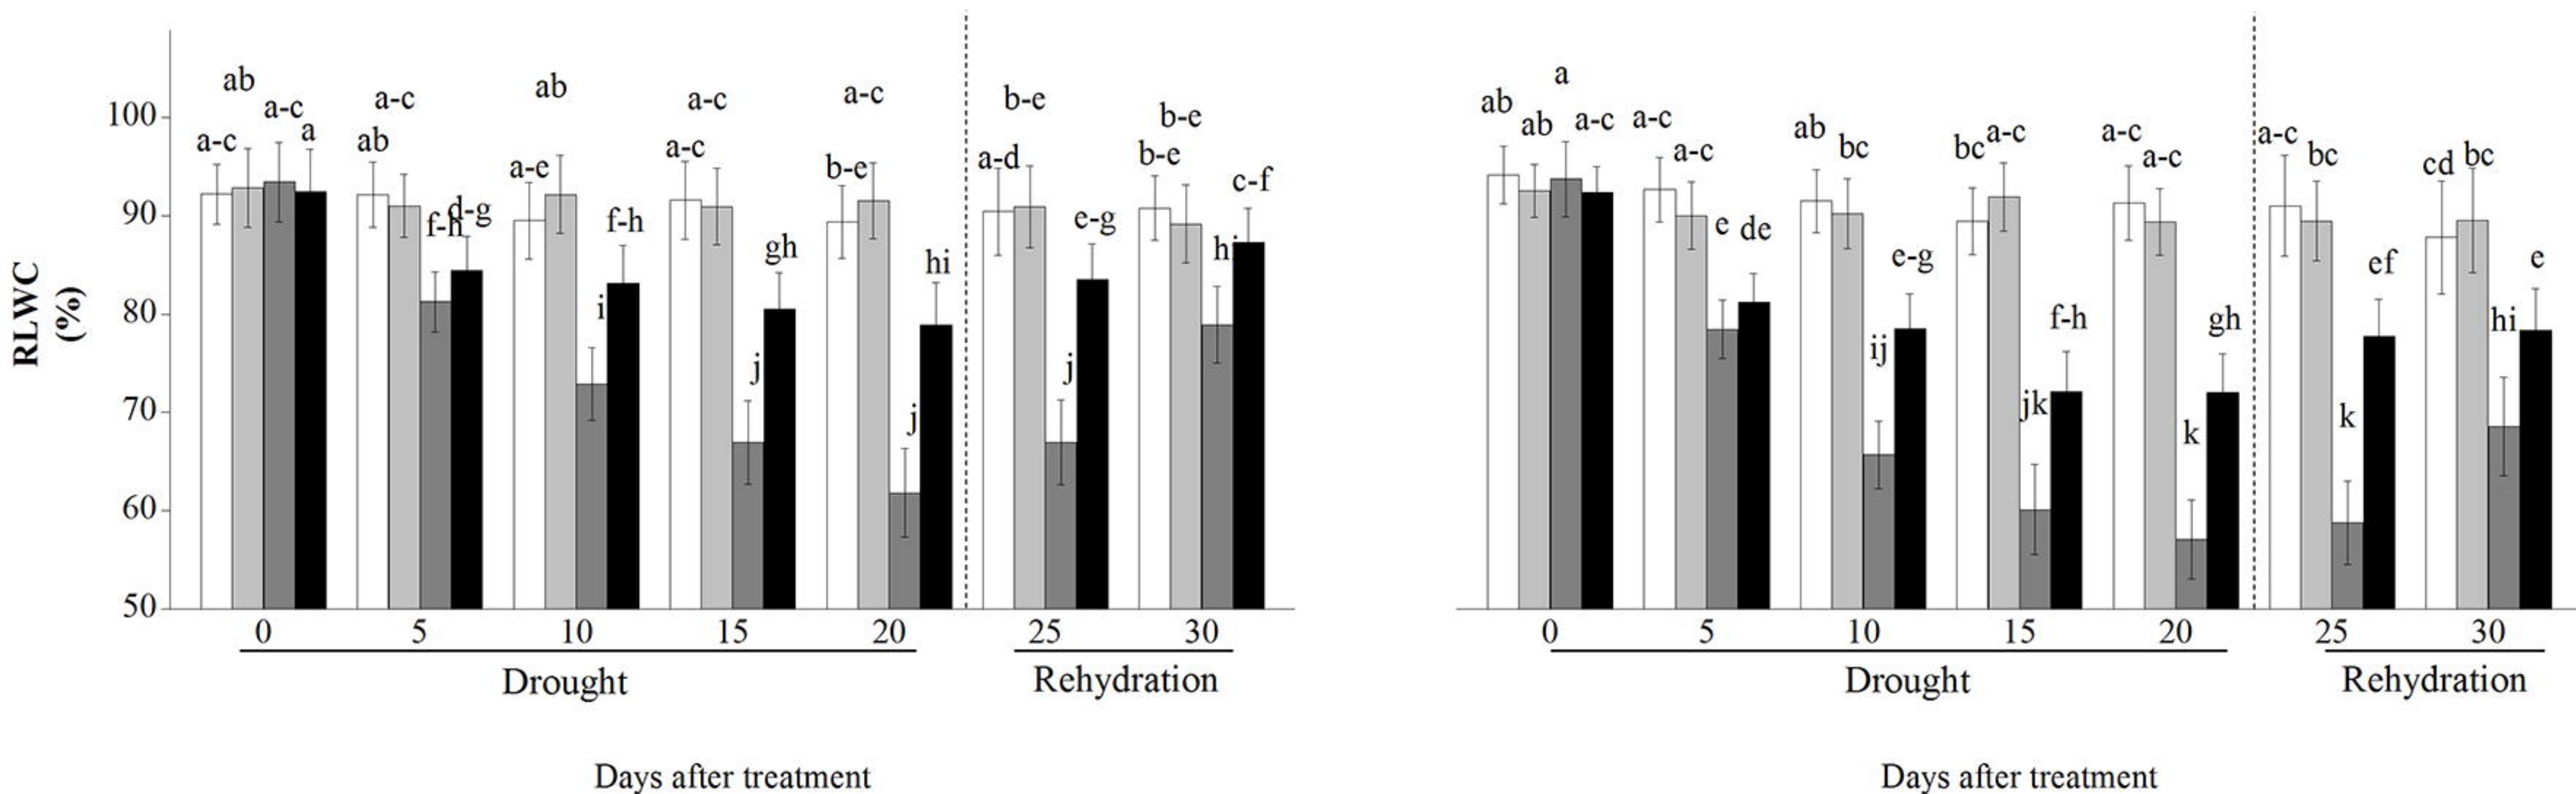 RLWC
(%)
100
90
80
70
60
50
a-c
ab
a-c
a
ab
a-c
f-h
d-g
a-e
ab
i
f-h
a-c
a-c
j
gh
b-e
a-c
j
hi
a-d
b-e
j
e-g
b-e
b-e
hi
c-f
0 5 10 15 20 25 30
Drought Rehydration
Days after treatment
ab
ab
a
a-c
a-c
a-c
e
de
ab
bc
ij
e-g
bc
a-c
jk
f-h
a-c
a-c
k
gh
a-c
bc
k
ef
cd
bc
hi
e
0 5 10 15 20 25 30
Drought Rehydration
Days after treatment